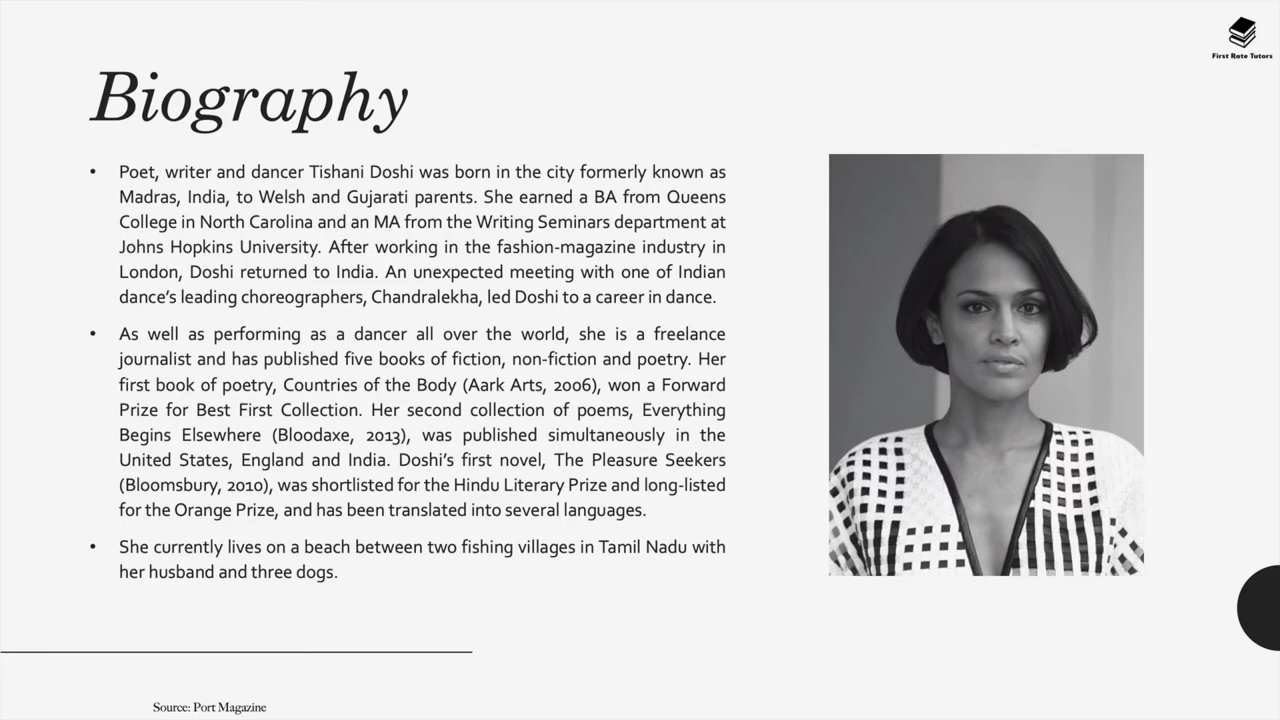 First Rate Tutors
Biography
• Poet, writer and dancer Tishani Doshi was born in the city formerly known as
Madras, India, to Welsh and Gujarati parents. She earned a BA from Queens
College in North Carolina and an MA from the Writing Seminars department at
Johns Hopkins University. After working in the fashion-magazine industry in
London, Doshi returned to India. An unexpected meeting with one of Indian
dance’s leading choreographers, Chandralekha, led Doshi to a career in dance.
• As well as performing as a dancer all over the world, she is a freelance
journalist and has published five books of fiction, non-fiction and poetry. Her
first book of poetry, Countries of the Body (Aark Arts, 2006), won a Forward
Prize for Best First Collection. Her second collection of poems, Everything
Begins Elsewhere (Bloodaxe, 2013), was published simultaneously in the
United States, England and India. Doshi’s first novel, The Pleasure Seekers
(Bloomsbury, 2010), was shortlisted for the Hindu Literary Prize and long-listed
for the Orange Prize, and has been translated into several languages.
• She currently lives on a beach between two fishing villages in Tamil Nadu with
her husband and three dogs.
Source: Port Magazine